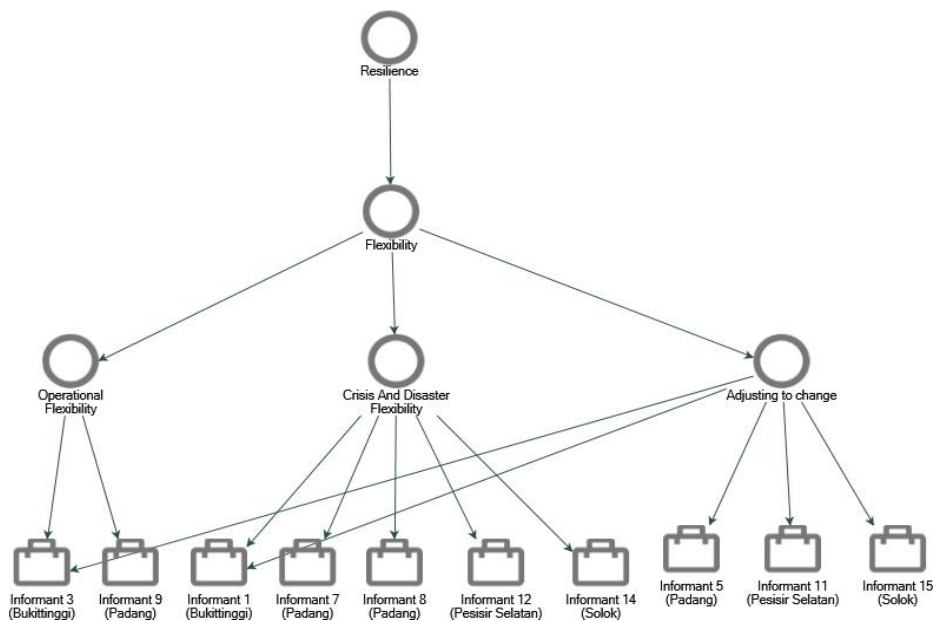 Resilience
Flexibility
Operational
Flexibility
Crisis And Disaster
Flexibility
Adjusting to change
Informant 3
(Bukittinggi)
Informant 9
(Padang)
Informant 1
(Bukittinggi)
Informant 7
(Padang)
Informant 8
(Padang)
Informant 12
(Pesisir Selatan)
Informant 14
(Solok)
Informant 5
(Padang)
Informant 11
(Pesisir Selatan)
Informant 15
(Solok)